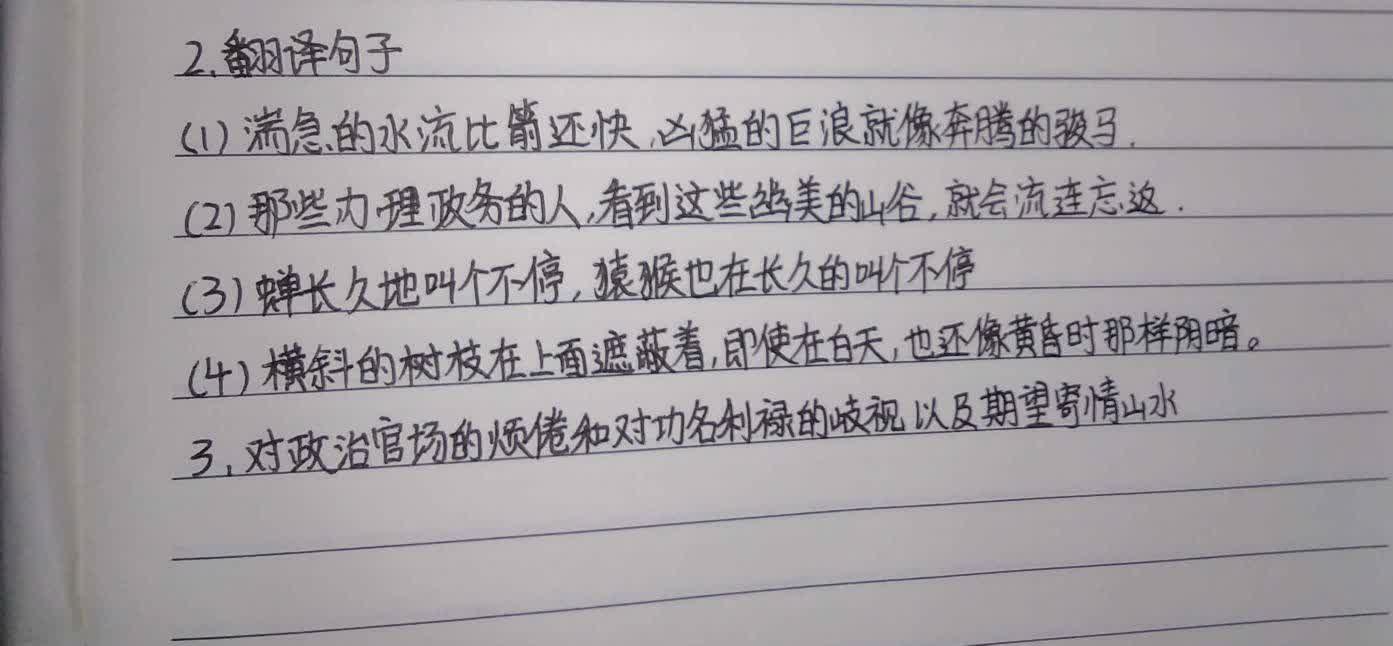 2.翻译句子
(1)湍急的水流比箭还快,凶猛的巨浪就像奔腾的骏马.
(2)那些办理政务的人,看到这些幽美的山谷,就会流连忘返.
(3)蝉长久地叫个不停,猿猴也在长久的叫个不停
(4)横斜的树枝在上面遮蔽着,即使在白天,也还像黄昏时那样阴暗。
3,对政治官场的烦倦和对功名利禄的歧视以及期望寄情山水